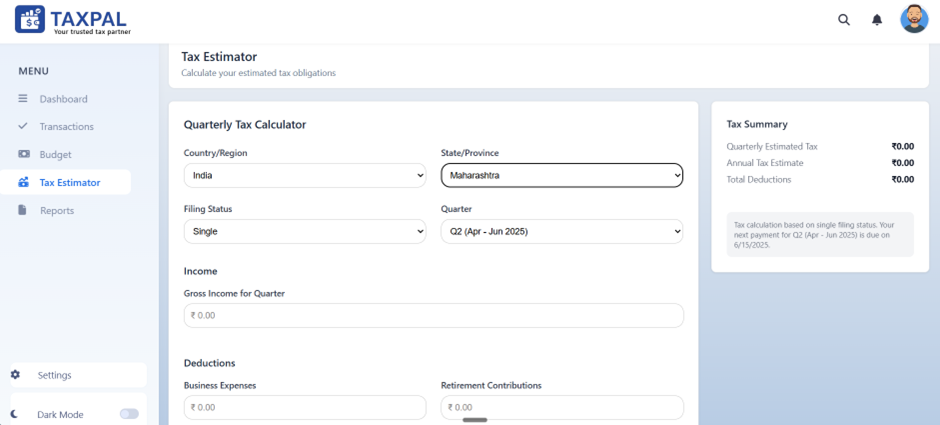 TAXPAL
Your trusted tax partner
MENU
Dashboard
Transactions
Budget
Tax Estimator
Reports
Settings
Dark Mode
Tax Estimator
Calculate your estimated tax obligations
Quarterly Tax Calculator
Country/Region
State/Province
India
Maharashtra
Filing Status
Quarter
Single
Q2 (Apr - Jun 2025)
Income
Gross Income for Quarter
₹ 0.00
Deductions
Business Expenses
Retirement Contributions
₹ 0.00
₹ 0.00
Tax Summary
Quarterly Estimated Tax ₹0.00
Annual Tax Estimate ₹0.00
Total Deductions ₹0.00
Tax calculation based on single filing status. Your
next payment for Q2 (Apr - Jun 2025) is due on
6/15/2025.